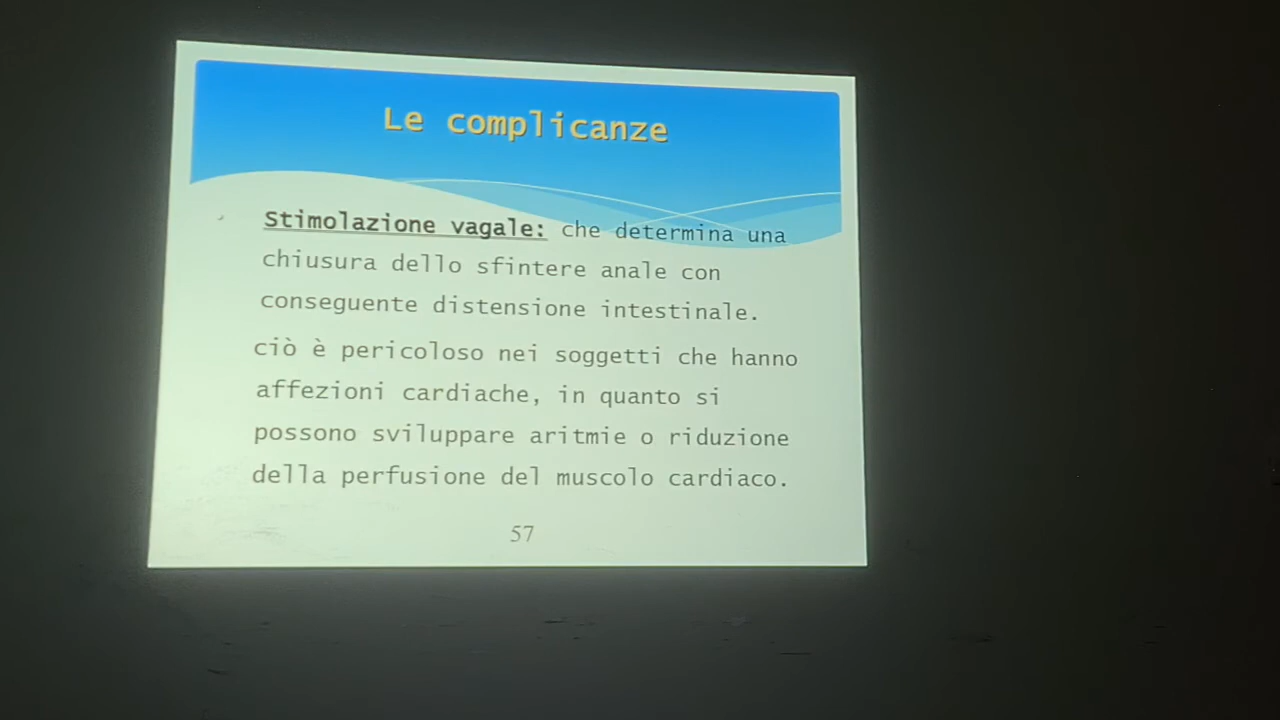 Le complicanze
Stimolazione vagale: che determina una
chiusura dello sfintere anale con
conseguente distensione intestinale.
ciò è pericoloso nei soggetti che hanno
affezioni cardiache, in quanto si
possono sviluppare aritmie o riduzione
della perfusione del muscolo cardiaco.
57